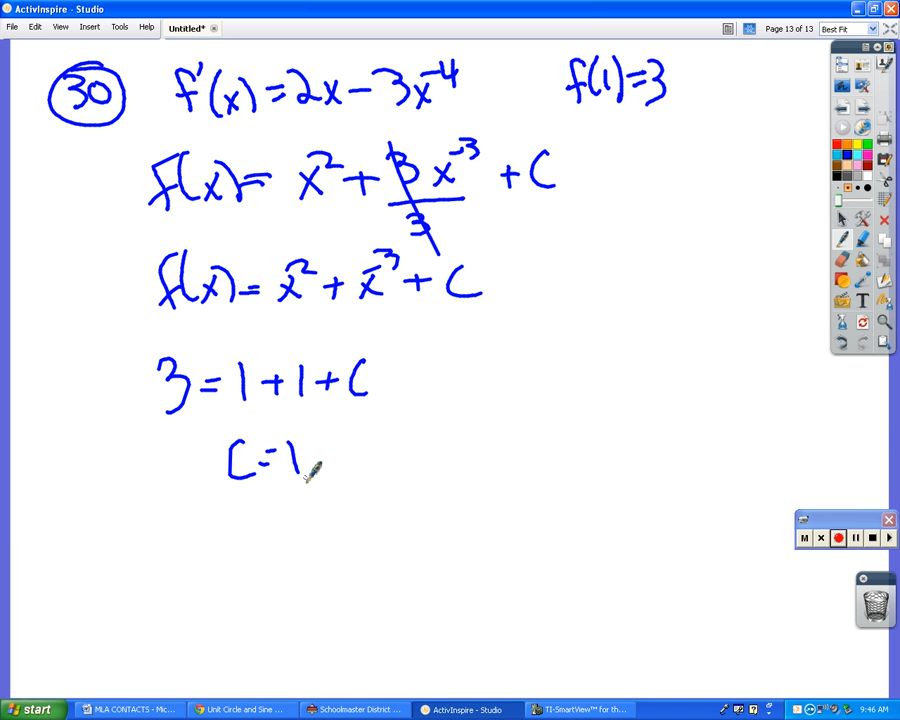 ActivInspire - Studio
File Edit View Insert Tools Help Untitled* Page 13 of 13 Best Fit
30 f'(x) = 2x - 3x⁻⁴ f(1) = 3
f(x) = x² + 3x⁻³/3 + C
f(x) = x² + x⁻³ + C
3 = 1 + 1 + C
C = 1
M
start MLA CONTACTS - Mic... Unit Circle and Sine ... Schoolmaster District ... ActivInspire - Studio TI-SmartView™ for th... 9:46 AM